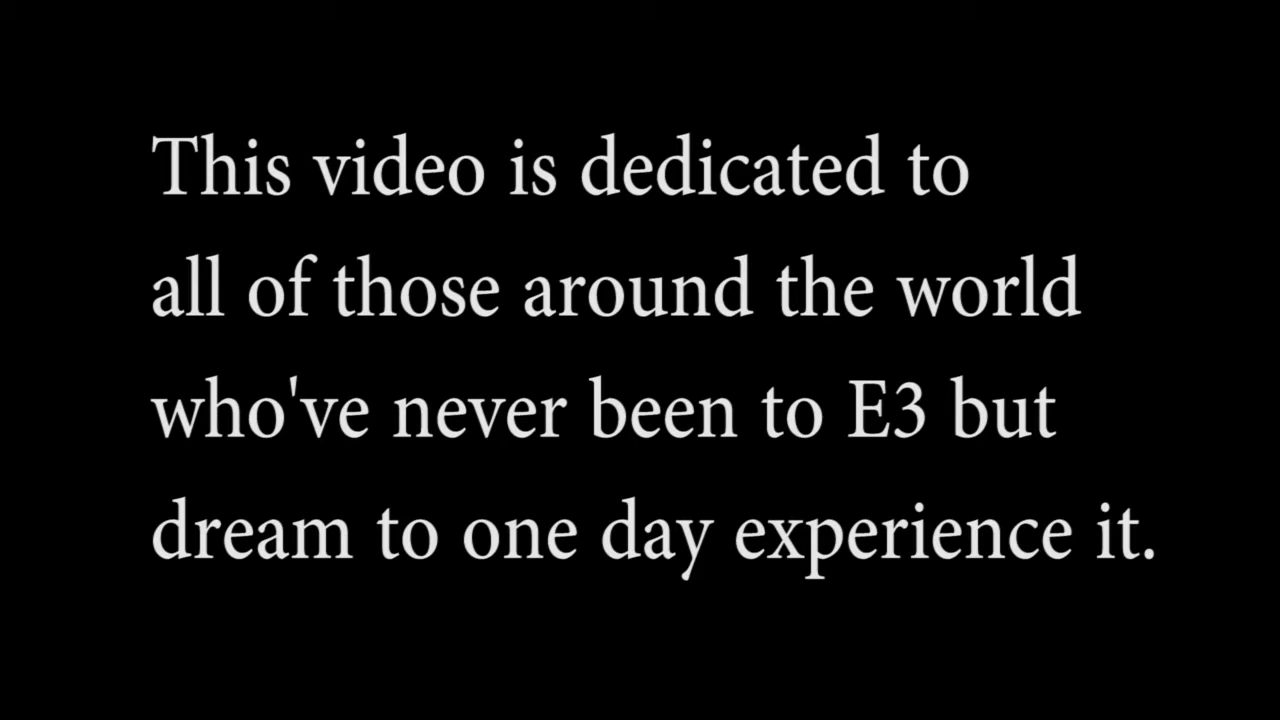 This video is dedicated to
all of those around the world
who've never been to E3 but
dream to one day experience it.